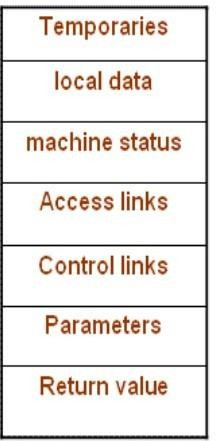 Temporaries
local data
machine status
Access links
Control links
Parameters
Return value